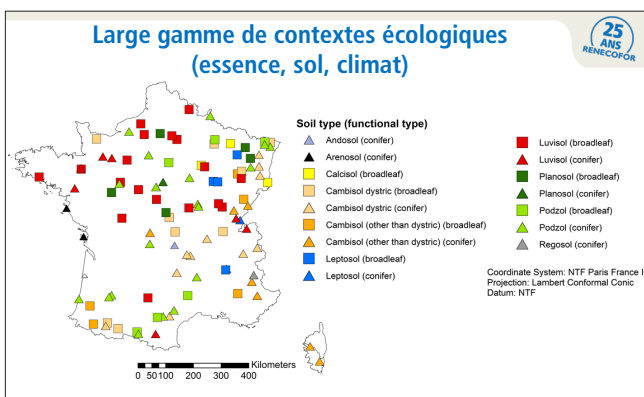 Large gamme de contextes écologiques
(essence, sol, climat)
25
ANS
RENECOFOR
Soil type (functional type)
Andosol (conifer)
Arenosol (conifer)
Calcisol (broadleaf)
Cambisol dystric (broadleaf)
Cambisol dystric (conifer)
Cambisol (other than dystric) (broadleaf)
Cambisol (other than dystric) (conifer)
Leptosol (broadleaf)
Leptosol (conifer)
Luvisol (broadleaf)
Luvisol (conifer)
Planosol (broadleaf)
Planosol (conifer)
Podzol (broadleaf)
Podzol (conifer)
Regosol (conifer)
Coordinate System: NTF Paris France I
Projection: Lambert Conformal Conic
Datum: NTF
Kilometers
0 50 100 200 300 400